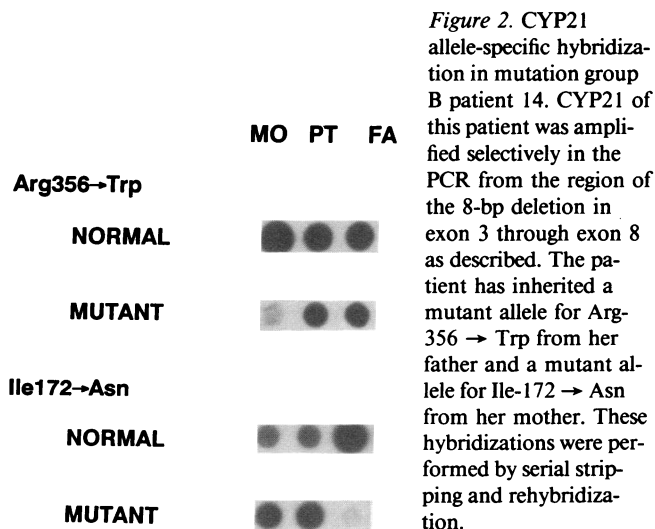 MO PT FA
Arg356→Trp
NORMAL
MUTANT
Ile172→Asn
NORMAL
MUTANT
Figure 2. CYP21
allele-specific hybridiza-
tion in mutation group
B patient 14. CYP21 of
this patient was ampli-
fied selectively in the
PCR from the region of
the 8-bp deletion in
exon 3 through exon 8
as described. The pa-
tient has inherited a
mutant allele for Arg-
356 → Trp from her
father and a mutant al-
lele for Ile-172 → Asn
from her mother. These
hybridizations were per-
formed by serial strip-
ping and rehybridiza-
tion.